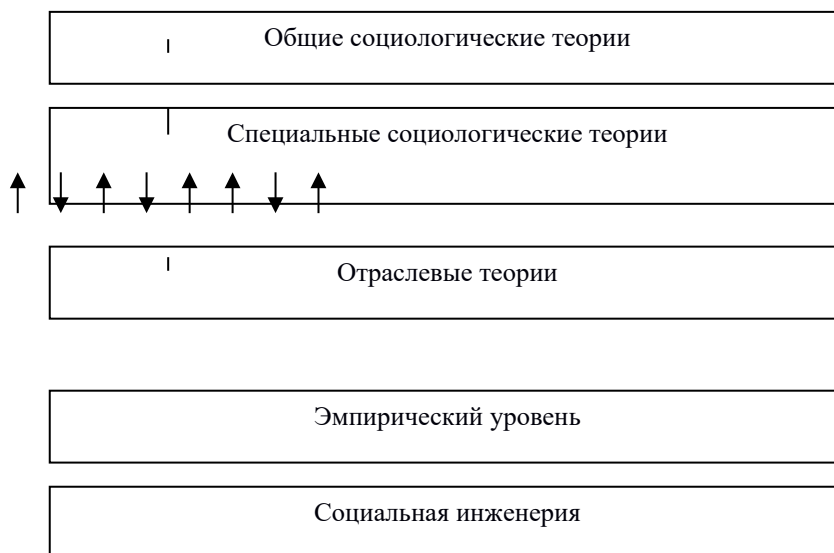 Общие социологические теории
Специальные социологические теории
Отраслевые теории
Эмпирический уровень
Социальная инженерия